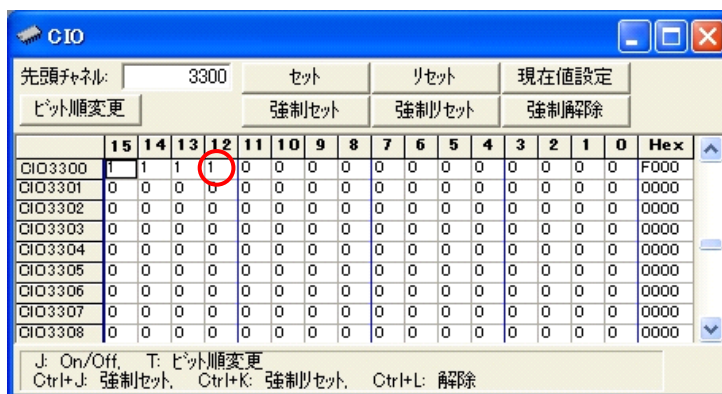 CIO
先頭チャネル: 3300 セット リセット 現在値設定
ビット順変更 強制セット 強制リセット 強制解除
15 14 13 12 11 10 9 8 7 6 5 4 3 2 1 0 Hex
CIO3300 1 1 1 1 0 0 0 0 0 0 0 0 0 0 0 0 F000
CIO3301 0 0 0 0 0 0 0 0 0 0 0 0 0 0 0 0 0000
CIO3302 0 0 0 0 0 0 0 0 0 0 0 0 0 0 0 0 0000
CIO3303 0 0 0 0 0 0 0 0 0 0 0 0 0 0 0 0 0000
CIO3304 0 0 0 0 0 0 0 0 0 0 0 0 0 0 0 0 0000
CIO3305 0 0 0 0 0 0 0 0 0 0 0 0 0 0 0 0 0000
CIO3306 0 0 0 0 0 0 0 0 0 0 0 0 0 0 0 0 0000
CIO3307 0 0 0 0 0 0 0 0 0 0 0 0 0 0 0 0 0000
CIO3308 0 0 0 0 0 0 0 0 0 0 0 0 0 0 0 0 0000
J: On/Off, T: ビット順変更
Ctrl+J: 強制セット, Ctrl+K: 強制リセット, Ctrl+L: 解除